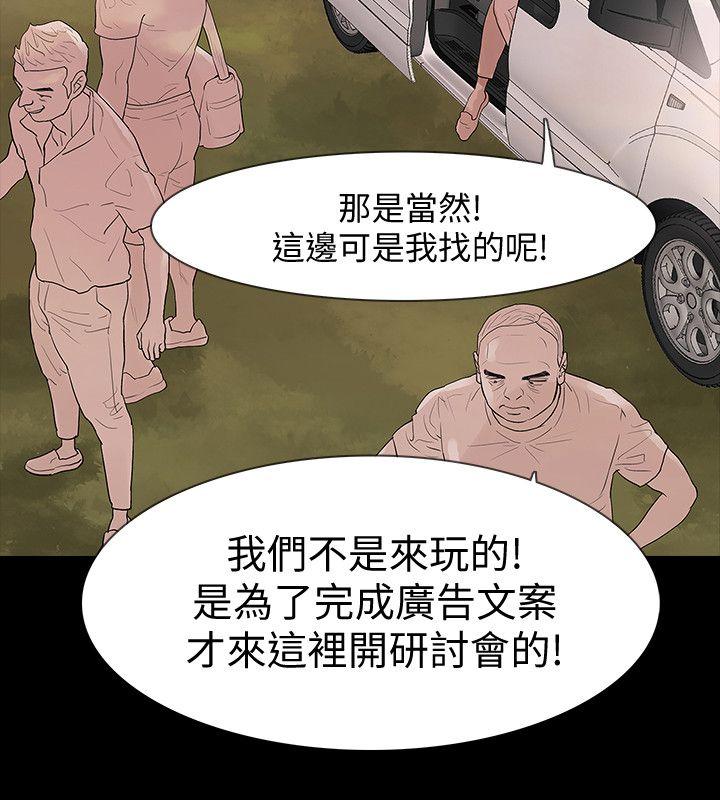 那是當然!
這邊可是我找的呢!
我們不是來玩的!
是為了完成廣告文案
才來這裡開研討會的!